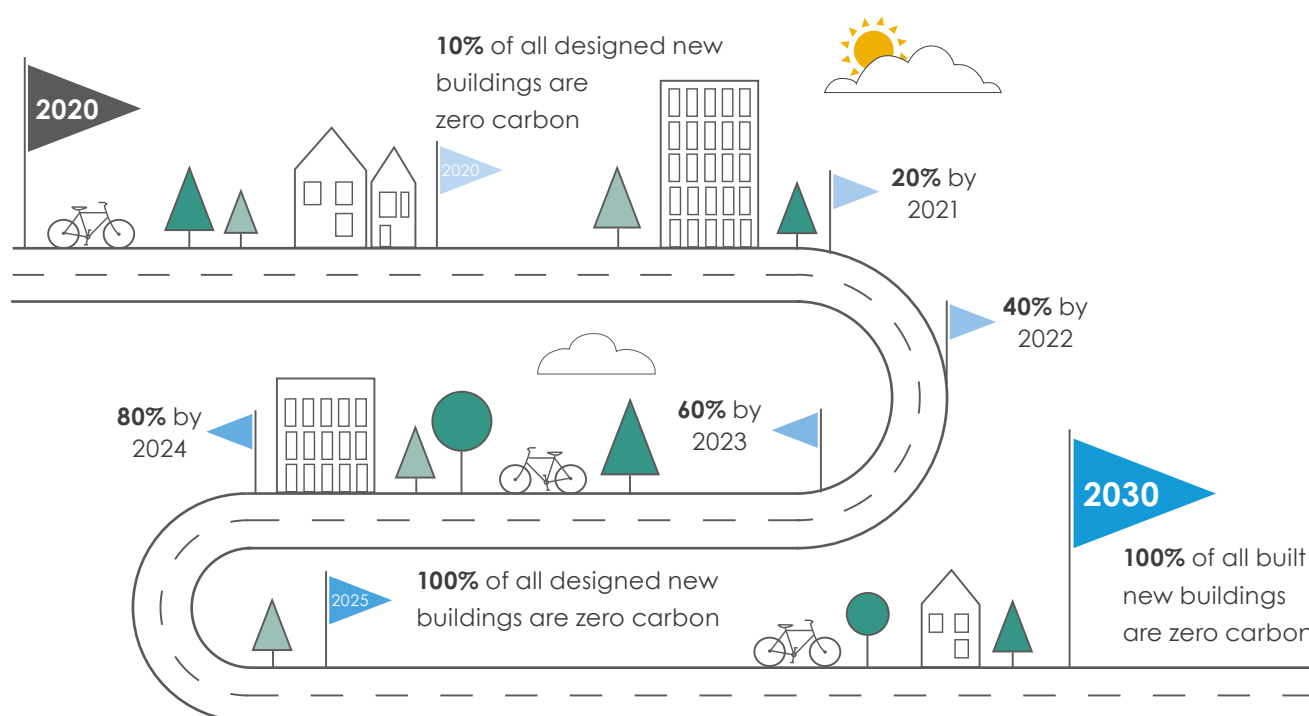 2020
10% of all designed new
buildings are
zero carbon
2020
20% by
2021
40% by
2022
60% by
2023
80% by
2024
2025
100% of all designed new
buildings are zero carbon
2030
100% of all built
new buildings
are zero carbon